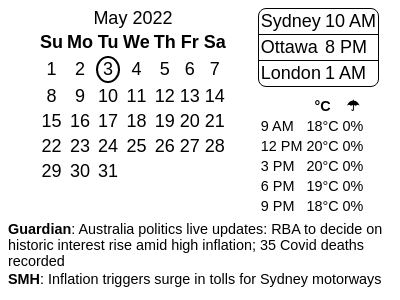 May 2022
Su Mo Tu We Th Fr Sa
1 2 3 4 5 6 7
8 9 10 11 12 13 14
15 16 17 18 19 20 21
22 23 24 25 26 27 28
29 30 31
Sydney 10 AM
Ottawa 8 PM
London 1 AM
°C ☂
9 AM 18°C 0%
12 PM 20°C 0%
3 PM 20°C 0%
6 PM 19°C 0%
9 PM 18°C 0%
Guardian: Australia politics live updates: RBA to decide on
historic interest rise amid high inflation; 35 Covid deaths
recorded
SMH: Inflation triggers surge in tolls for Sydney motorways